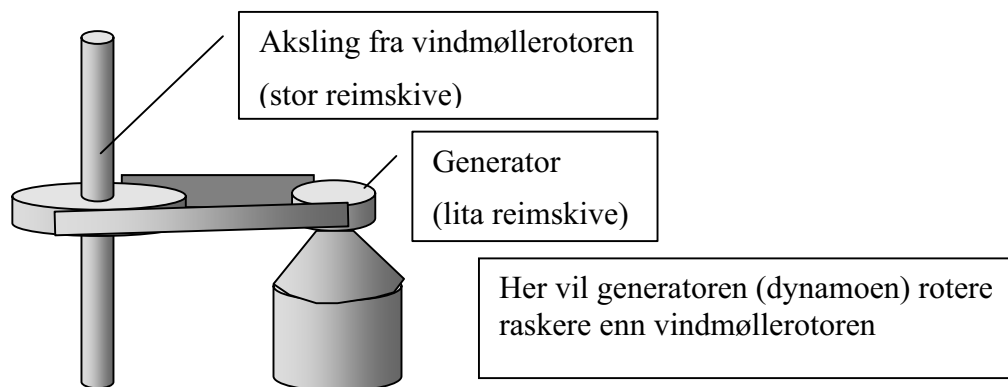 Aksling fra vindmøllerotoren
(stor reimskive)
Generator
(lita reimskive)
Her vil generatoren (dynamoen) rotere
raskere enn vindmøllerotoren